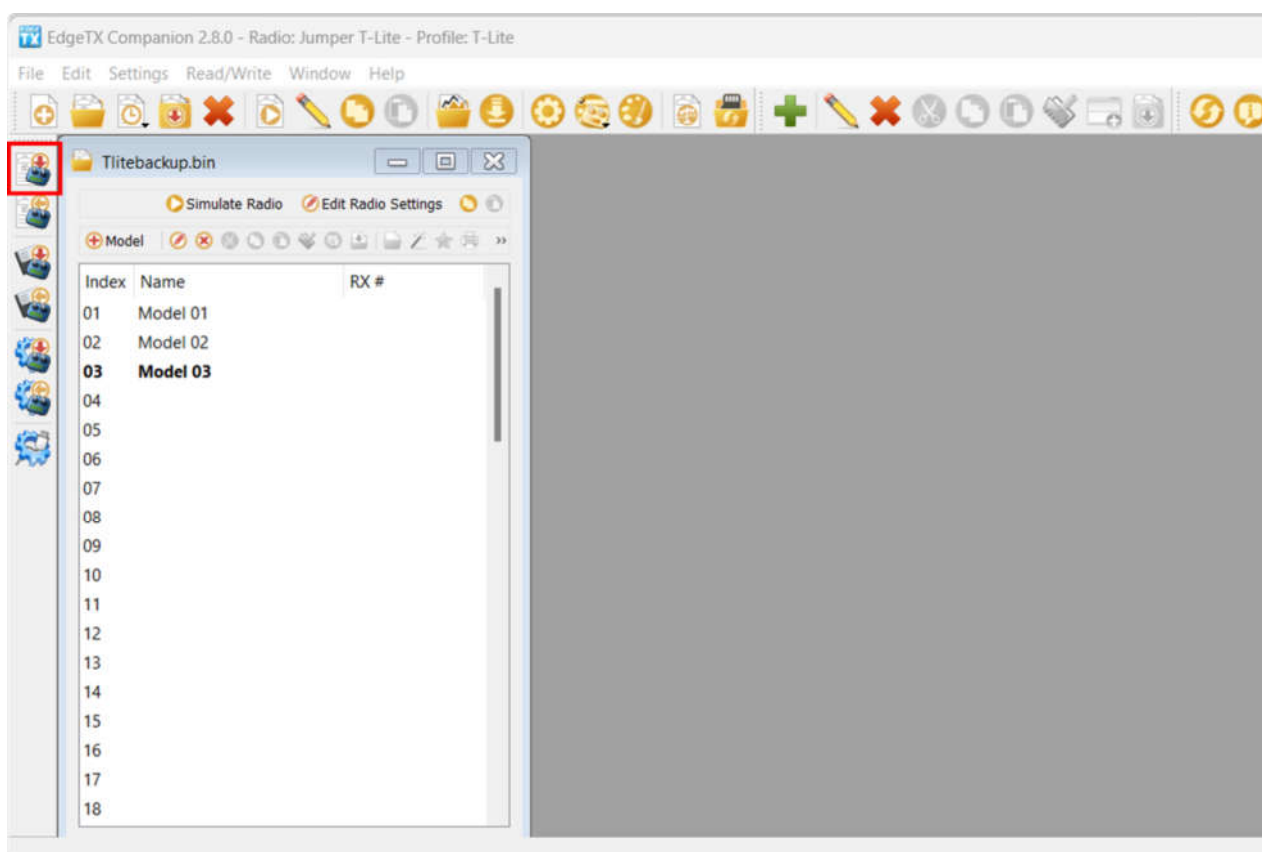 EDGE
TX EdgeTX Companion 2.8.0 - Radio: Jumper T-Lite - Profile: T-Lite
File Edit Settings Read/Write Window Help
Tlitebackup.bin
Simulate Radio Edit Radio Settings
Model »
Index Name RX #
01 Model 01
02 Model 02
03 Model 03
04
05
06
07
08
09
10
11
12
13
14
15
16
17
18